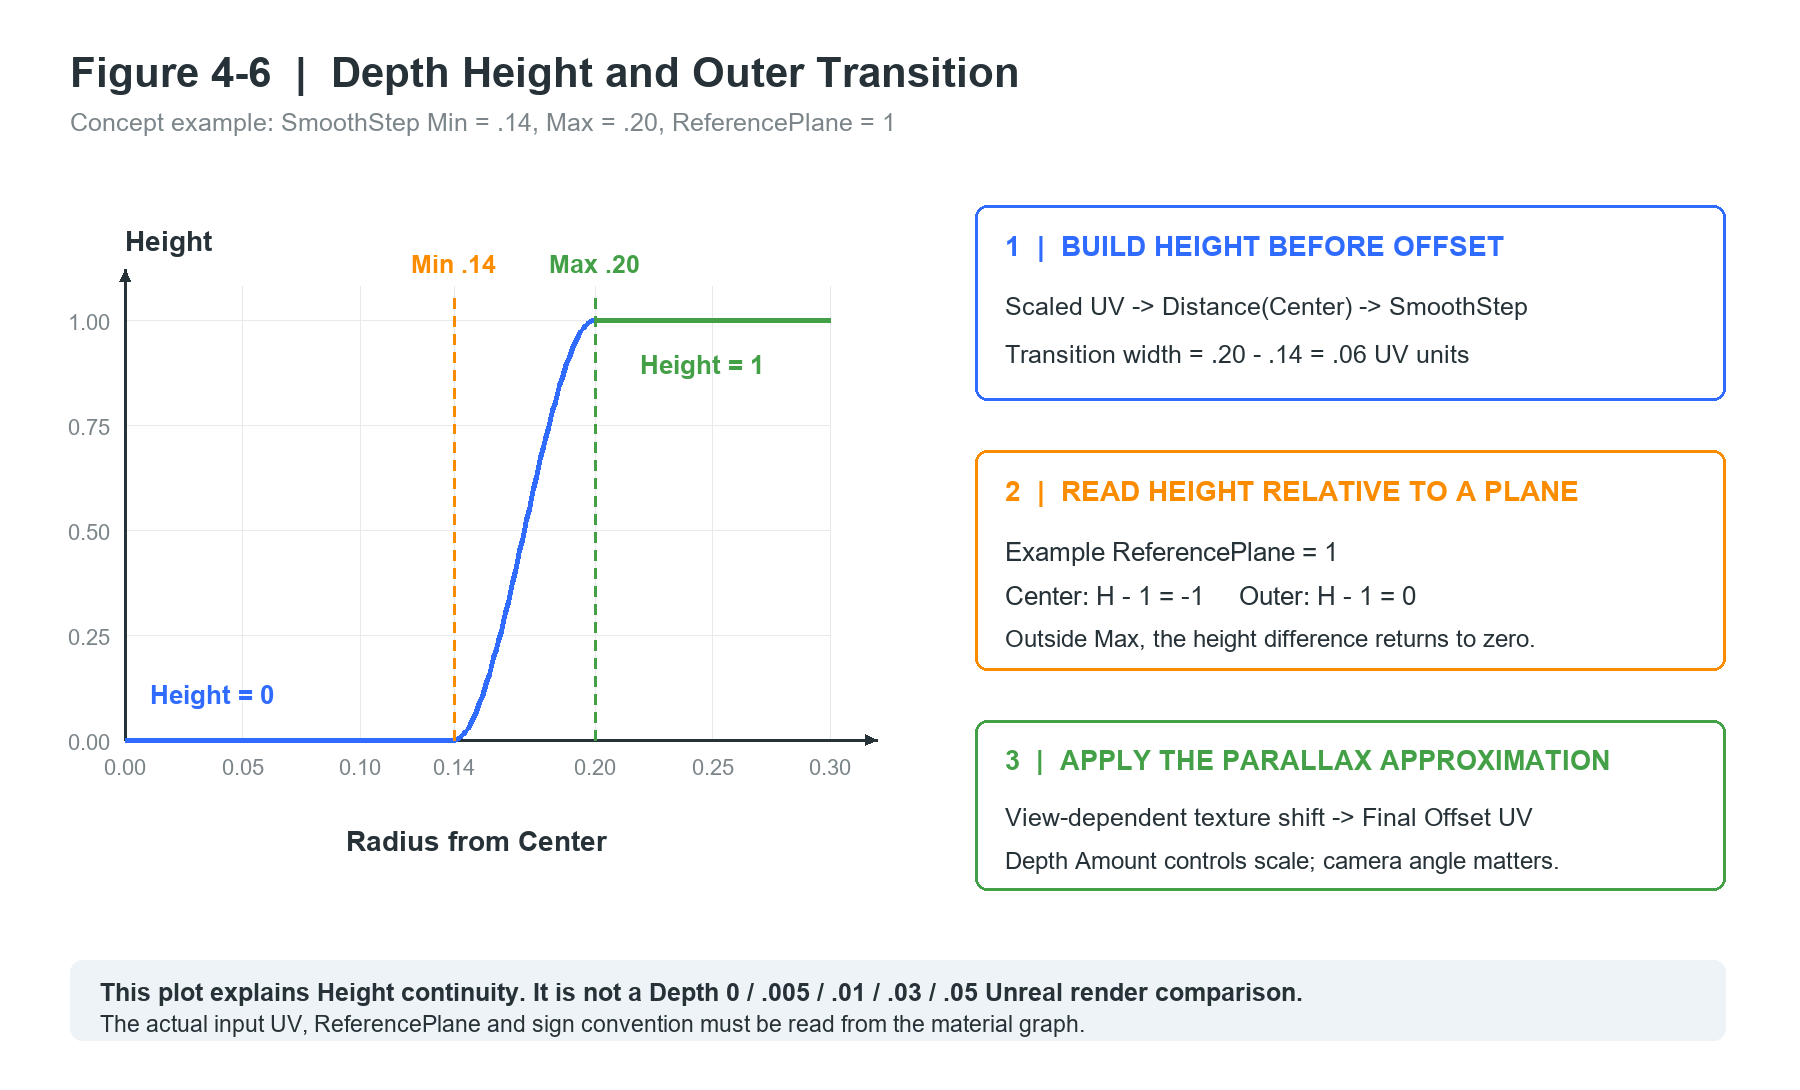 Figure 4-6 | Depth Height and Outer Transition
Concept example: SmoothStep Min = .14, Max = .20, ReferencePlane = 1
Height
Min .14
Max .20
1.00
0.75
0.50
0.25
0.00
Height = 1
Height = 0
0.00
0.05
0.10
0.14
0.20
0.25
0.30
Radius from Center
1 | BUILD HEIGHT BEFORE OFFSET
Scaled UV -> Distance(Center) -> SmoothStep
Transition width = .20 - .14 = .06 UV units
2 | READ HEIGHT RELATIVE TO A PLANE
Example ReferencePlane = 1
Center: H - 1 = -1 Outer: H - 1 = 0
Outside Max, the height difference returns to zero.
3 | APPLY THE PARALLAX APPROXIMATION
View-dependent texture shift -> Final Offset UV
Depth Amount controls scale; camera angle matters.
This plot explains Height continuity. It is not a Depth 0 / .005 / .01 / .03 / .05 Unreal render comparison.
The actual input UV, ReferencePlane and sign convention must be read from the material graph.